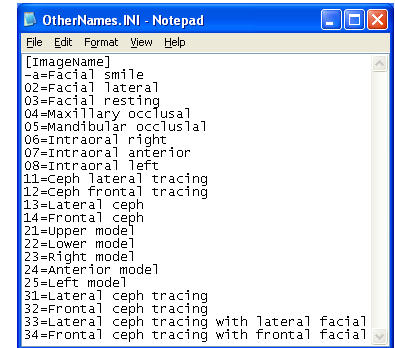 OtherNames.INI - Notepad
File Edit Format View Help
[ImageName]
-a=Facial smile
02=Facial lateral
03=Facial resting
04=Maxillary occlusal
05=Mandibular occluslal
06=Intraoral right
07=Intraoral anterior
08=Intraoral left
11=Ceph lateral tracing
12=Ceph frontal tracing
13=Lateral ceph
14=Frontal ceph
21=Upper model
22=Lower model
23=Right model
24=Anterior model
25=Left model
31=Lateral ceph tracing
32=Frontal ceph tracing
33=Lateral ceph tracing with lateral facial
34=Frontal ceph tracing with frontal facial